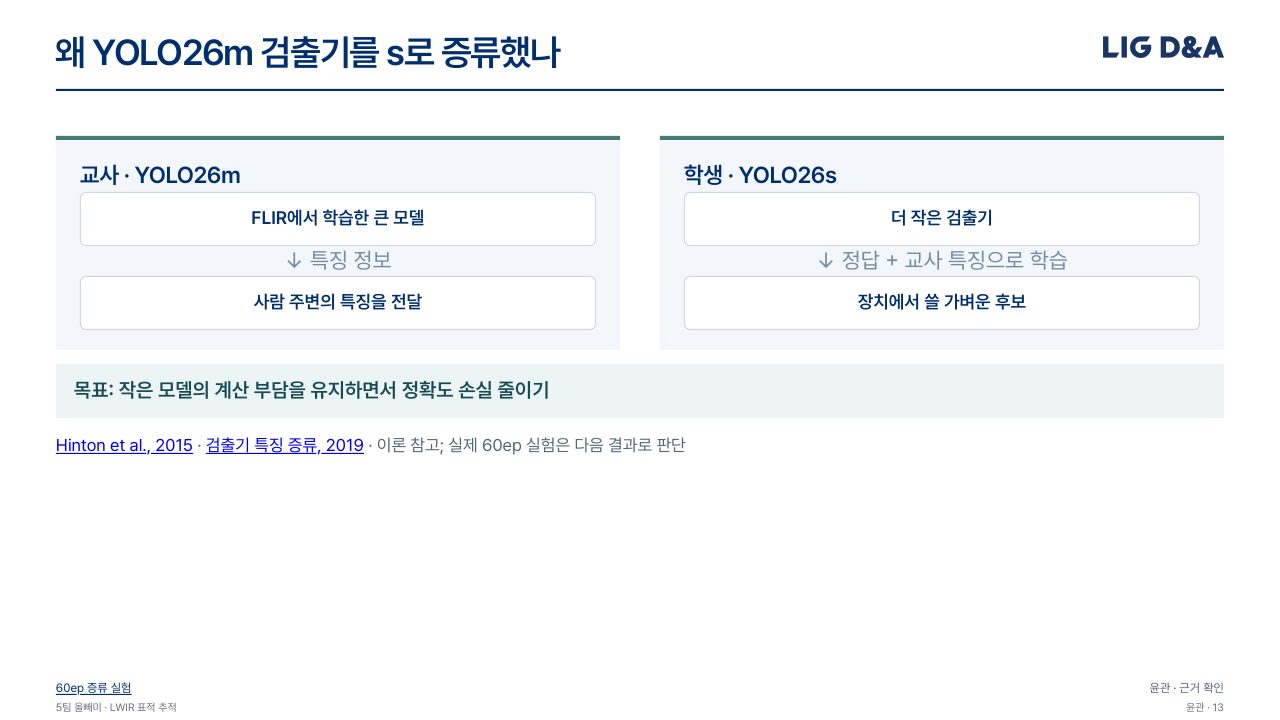 왜 YOLO26m 검출기를 s로 증류했나
LIG D&A
교사 · YOLO26m
FLIR에서 학습한 큰 모델
↓ 특징 정보
사람 주변의 특징을 전달
학생 · YOLO26s
더 작은 검출기
↓ 정답 + 교사 특징으로 학습
장치에서 쓸 가벼운 후보
목표: 작은 모델의 계산 부담을 유지하면서 정확도 손실 줄이기
Hinton et al., 2015 · 검출기 특징 증류, 2019 · 이론 참고; 실제 60ep 실험은 다음 결과로 판단
60ep 증류 실험
5팀 올빼미 · LWIR 표적 추적
윤관 · 근거 확인
윤관 · 13